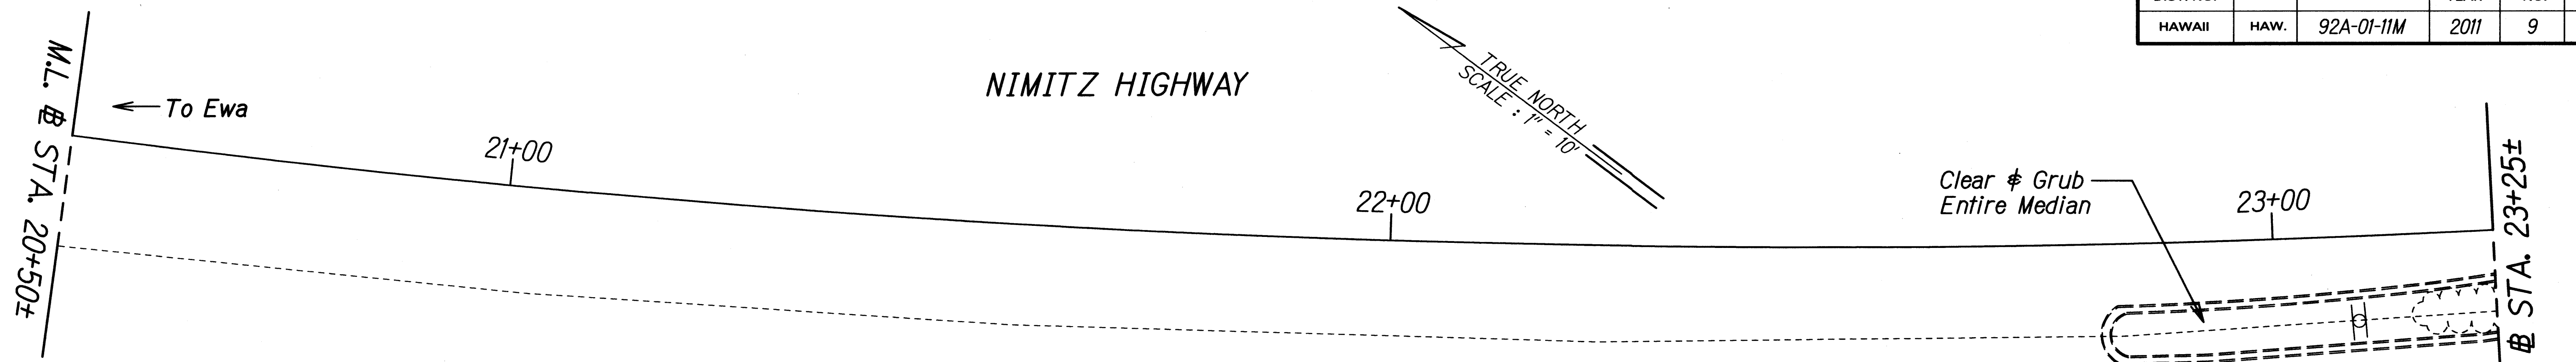 HAWAII HAW. 92A-01-11M 2011 9
NIMITZ HIGHWAY
TRUE NORTH
SCALE : 1" = 10'
M.L. ℄ STA. 20+50±
← To Ewa
21+00
22+00
Clear & Grub
Entire Median
23+00
STA. 23+25±